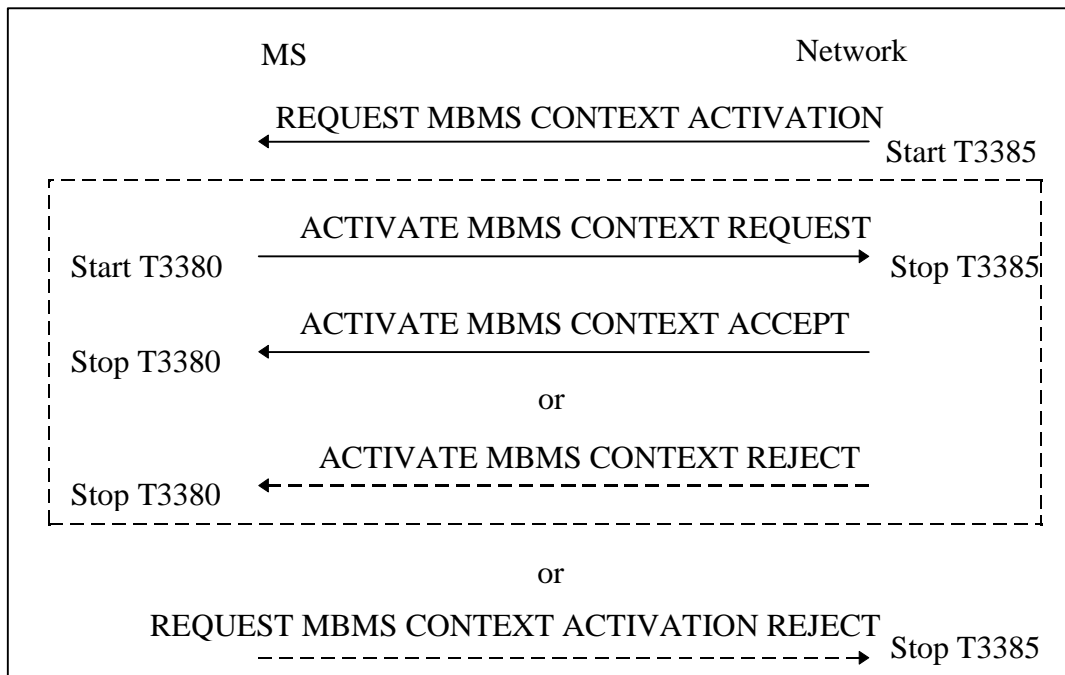 MS
Network
REQUEST MBMS CONTEXT ACTIVATION
Start T3385
ACTIVATE MBMS CONTEXT REQUEST
Start T3380
Stop T3385
ACTIVATE MBMS CONTEXT ACCEPT
Stop T3380
or
ACTIVATE MBMS CONTEXT REJECT
Stop T3380
or
REQUEST MBMS CONTEXT ACTIVATION REJECT
Stop T3385